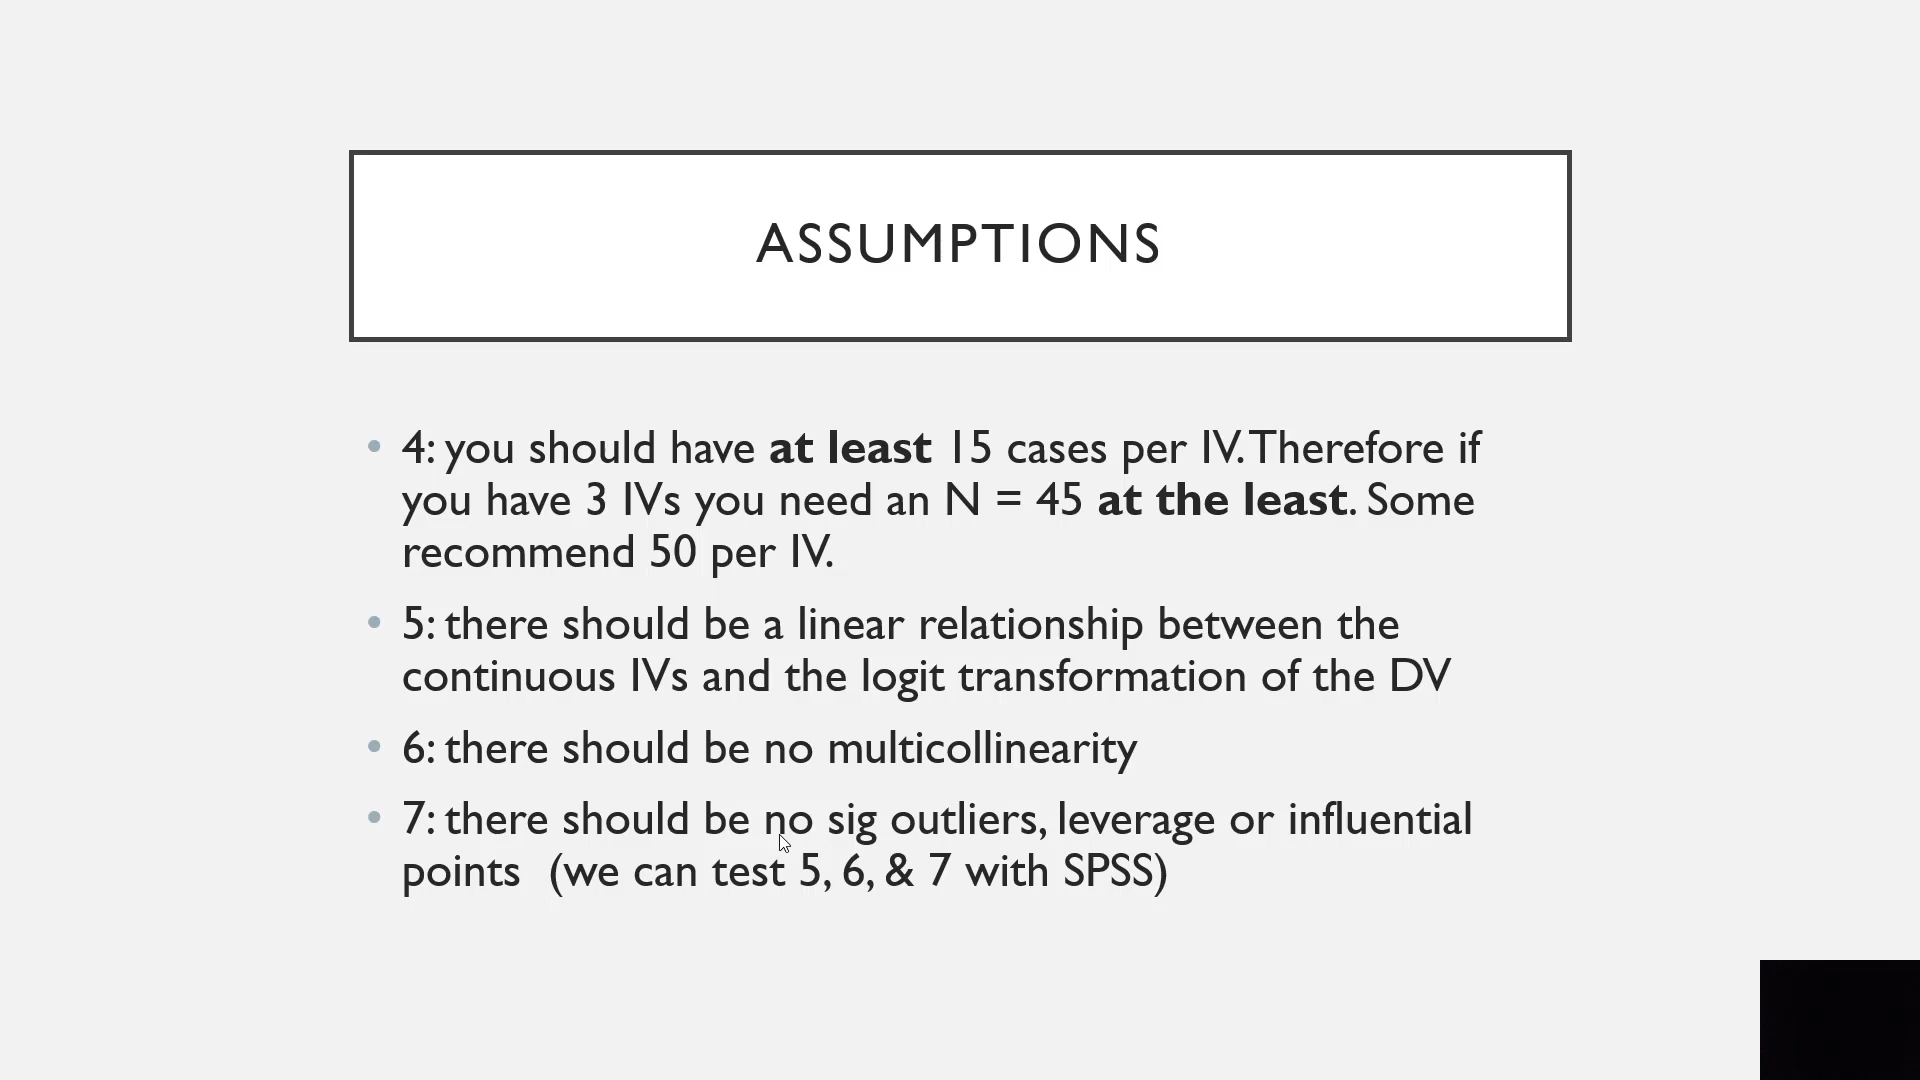 ASSUMPTIONS
• 4: you should have at least 15 cases per IV. Therefore if
you have 3 IVs you need an N = 45 at the least. Some
recommend 50 per IV.
• 5: there should be a linear relationship between the
continuous IVs and the logit transformation of the DV
• 6: there should be no multicollinearity
• 7: there should be no sig outliers, leverage or influential
points  (we can test 5, 6, & 7 with SPSS)